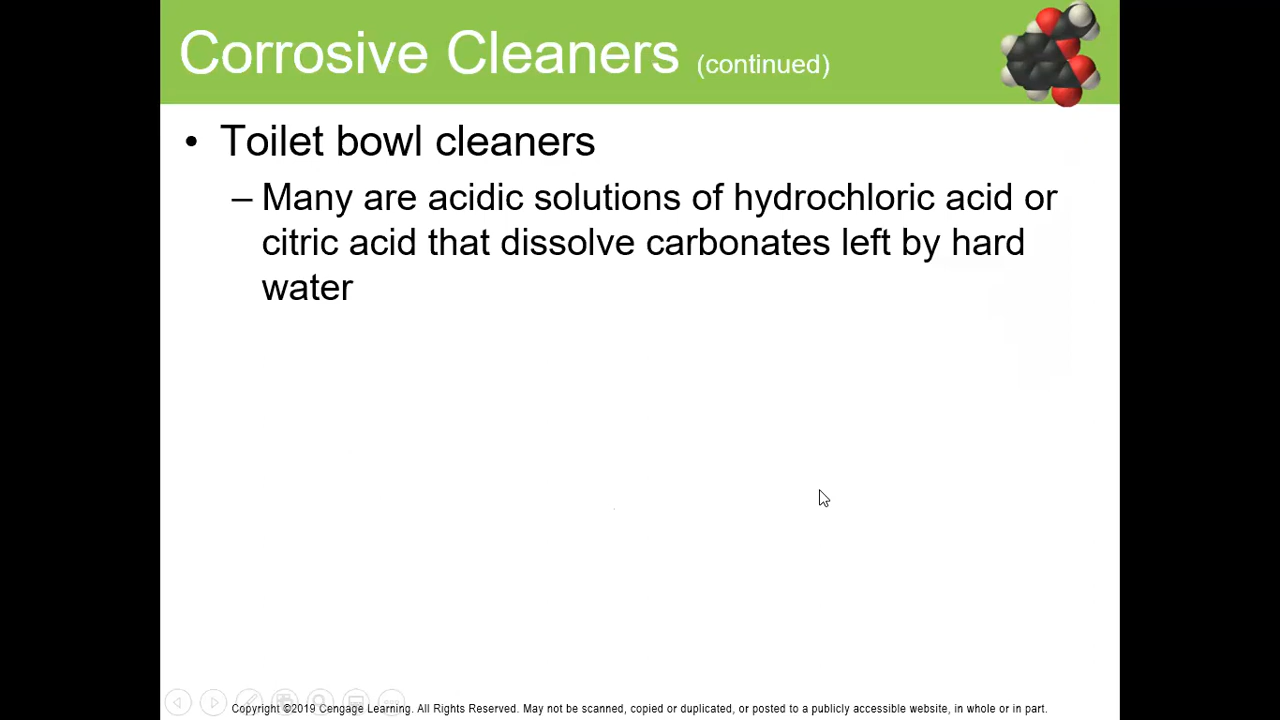 Corrosive Cleaners (continued)
• Toilet bowl cleaners
– Many are acidic solutions of hydrochloric acid or
citric acid that dissolve carbonates left by hard
water
Copyright ©2019 Cengage Learning. All Rights Reserved. May not be scanned, copied or duplicated, or posted to a publicly accessible website, in whole or in part.